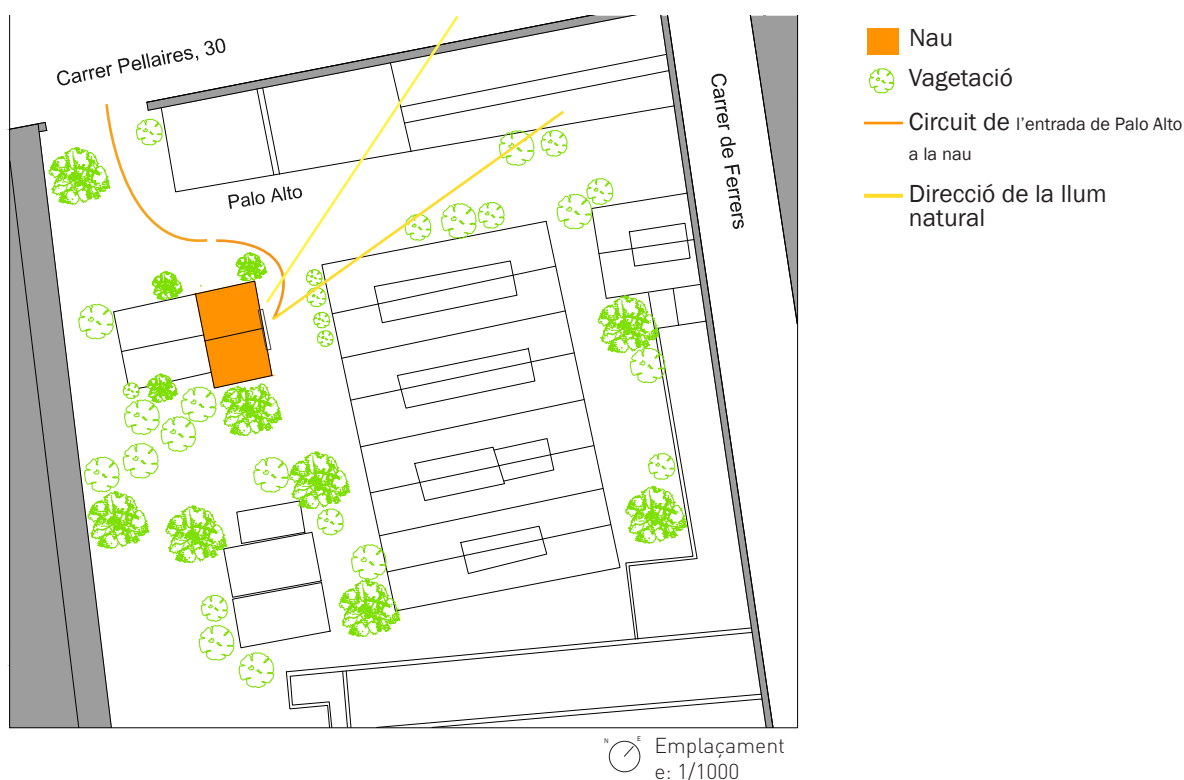 Carrer Pellaires, 30
Palo Alto
Carrer de Ferrers
Nau
Vagetació
Circuit de l'entrada de Palo Alto
a la nau
Direcció de la llum
natural
N E
Emplaçament
e: 1/1000